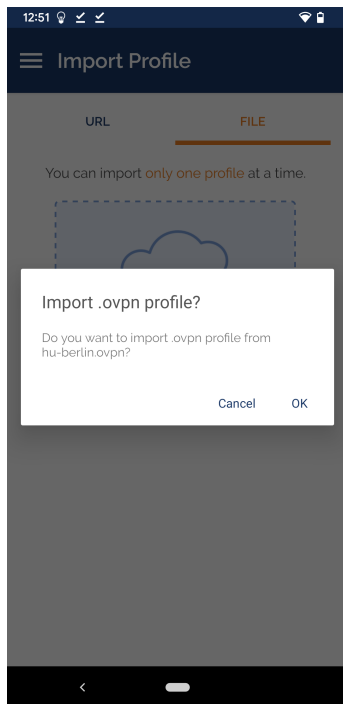 12:51
Import Profile
URL
FILE
You can import only one profile at a time.
Import .ovpn profile?
Do you want to import .ovpn profile from
hu-berlin.ovpn?
Cancel
OK